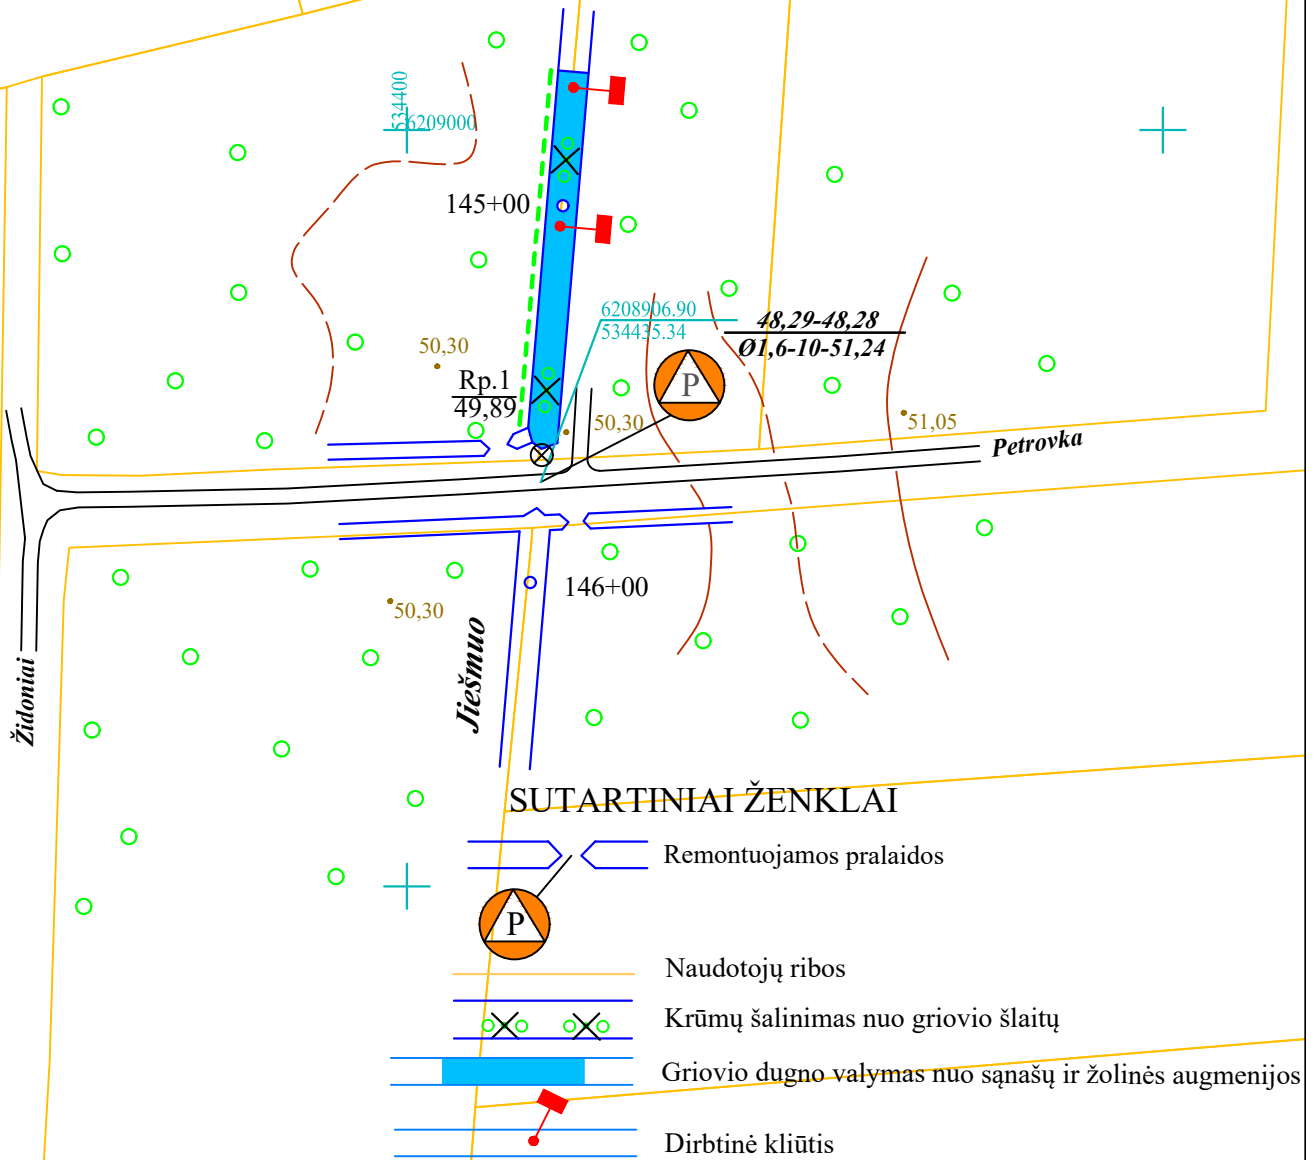 534400
6209000
145+00
6208906.90
534435.34
48,29-48,28
Ø1,6-10-51,24
50,30
Rp.1
49,89
P
50,30
51,05
Petrovka
146+00
50,30
Jiešmuo
Židoniai
SUTARTINIAI ŽENKLAI
Remontuojamos pralaidos
P
Naudotojų ribos
Krūmų šalinimas nuo griovio šlaitų
Griovio dugno valymas nuo sąnašų ir žolinės augmenijos
Dirbtinė kliūtis